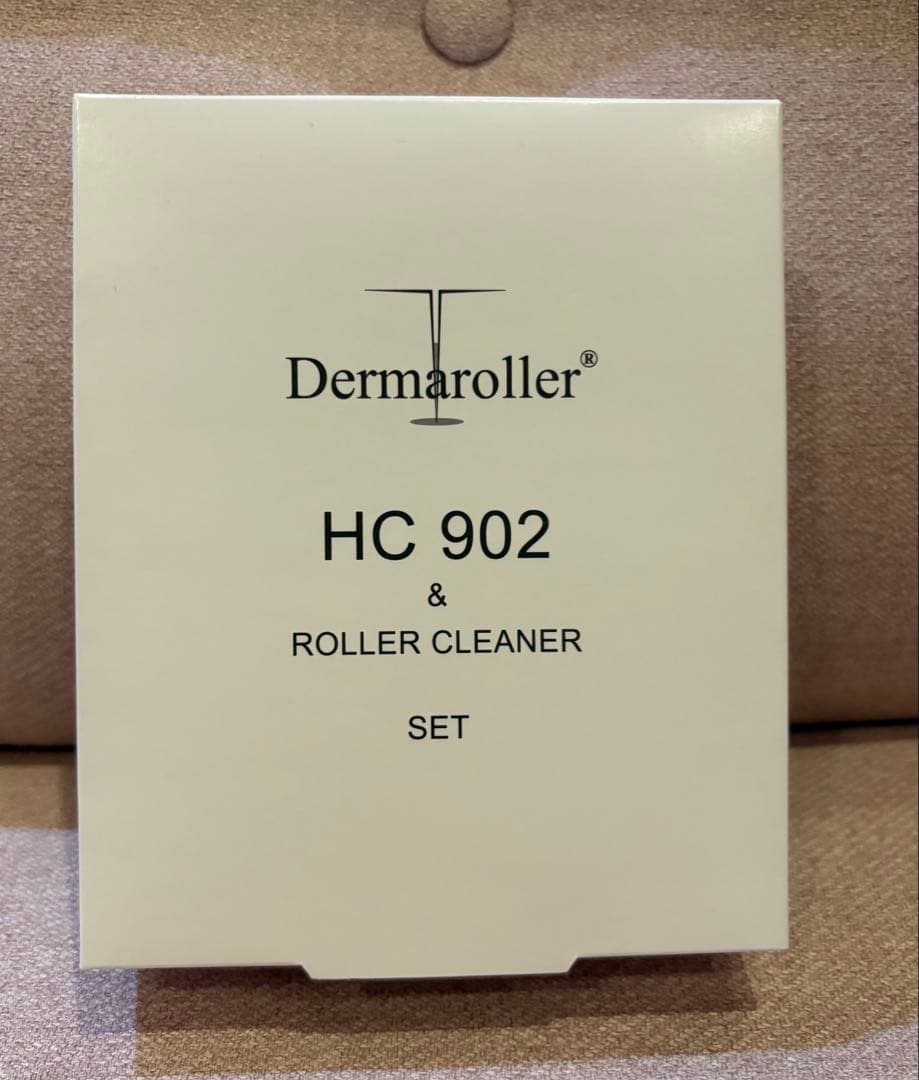 Dermaroller®
HC 902
&
ROLLER CLEANER
SET